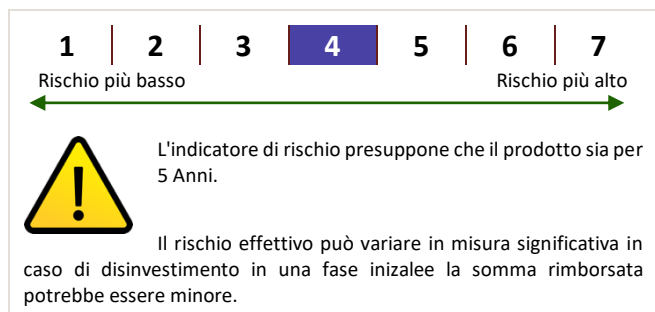 1 2 3 4 5 6 7
Rischio più basso Rischio più alto
L'indicatore di rischio presuppone che il prodotto sia per
5 Anni.
Il rischio effettivo può variare in misura significativa in
caso di disinvestimento in una fase inizalee la somma rimborsata
potrebbe essere minore.